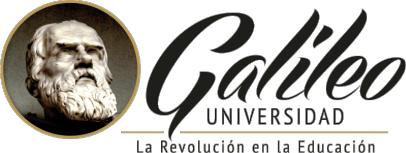 Galileo
UNIVERSIDAD
La Revolución en la Educación